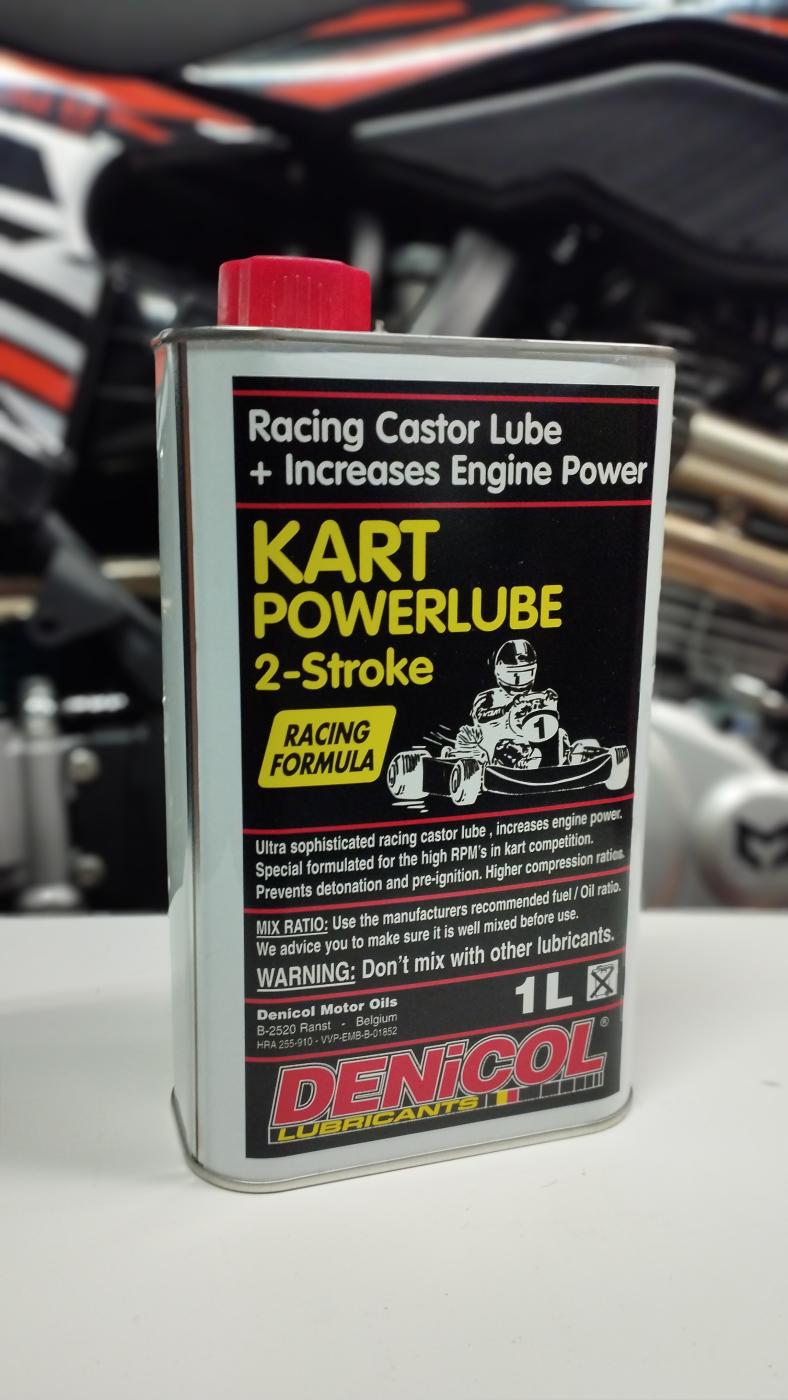 Racing Castor Lube
+ Increases Engine Power
KART
POWERLUBE
2-Stroke
RACING
FORMULA
1
1
Ultra sophisticated racing castor lube , increases engine power.
Special formulated for the high RPM's in kart competition.
Prevents detonation and pre-ignition. Higher compression ratios.
MIX RATIO: Use the manufacturers recommended fuel / Oil ratio.
We advice you to make sure it is well mixed before use.
WARNING: Don't mix with other lubricants.
Denicol Motor Oils
B-2520 Ranst - Belgium
HRA 255-910 - VVP-EMB-B-01852
1L
DENiCOL®
LUBRICANTS